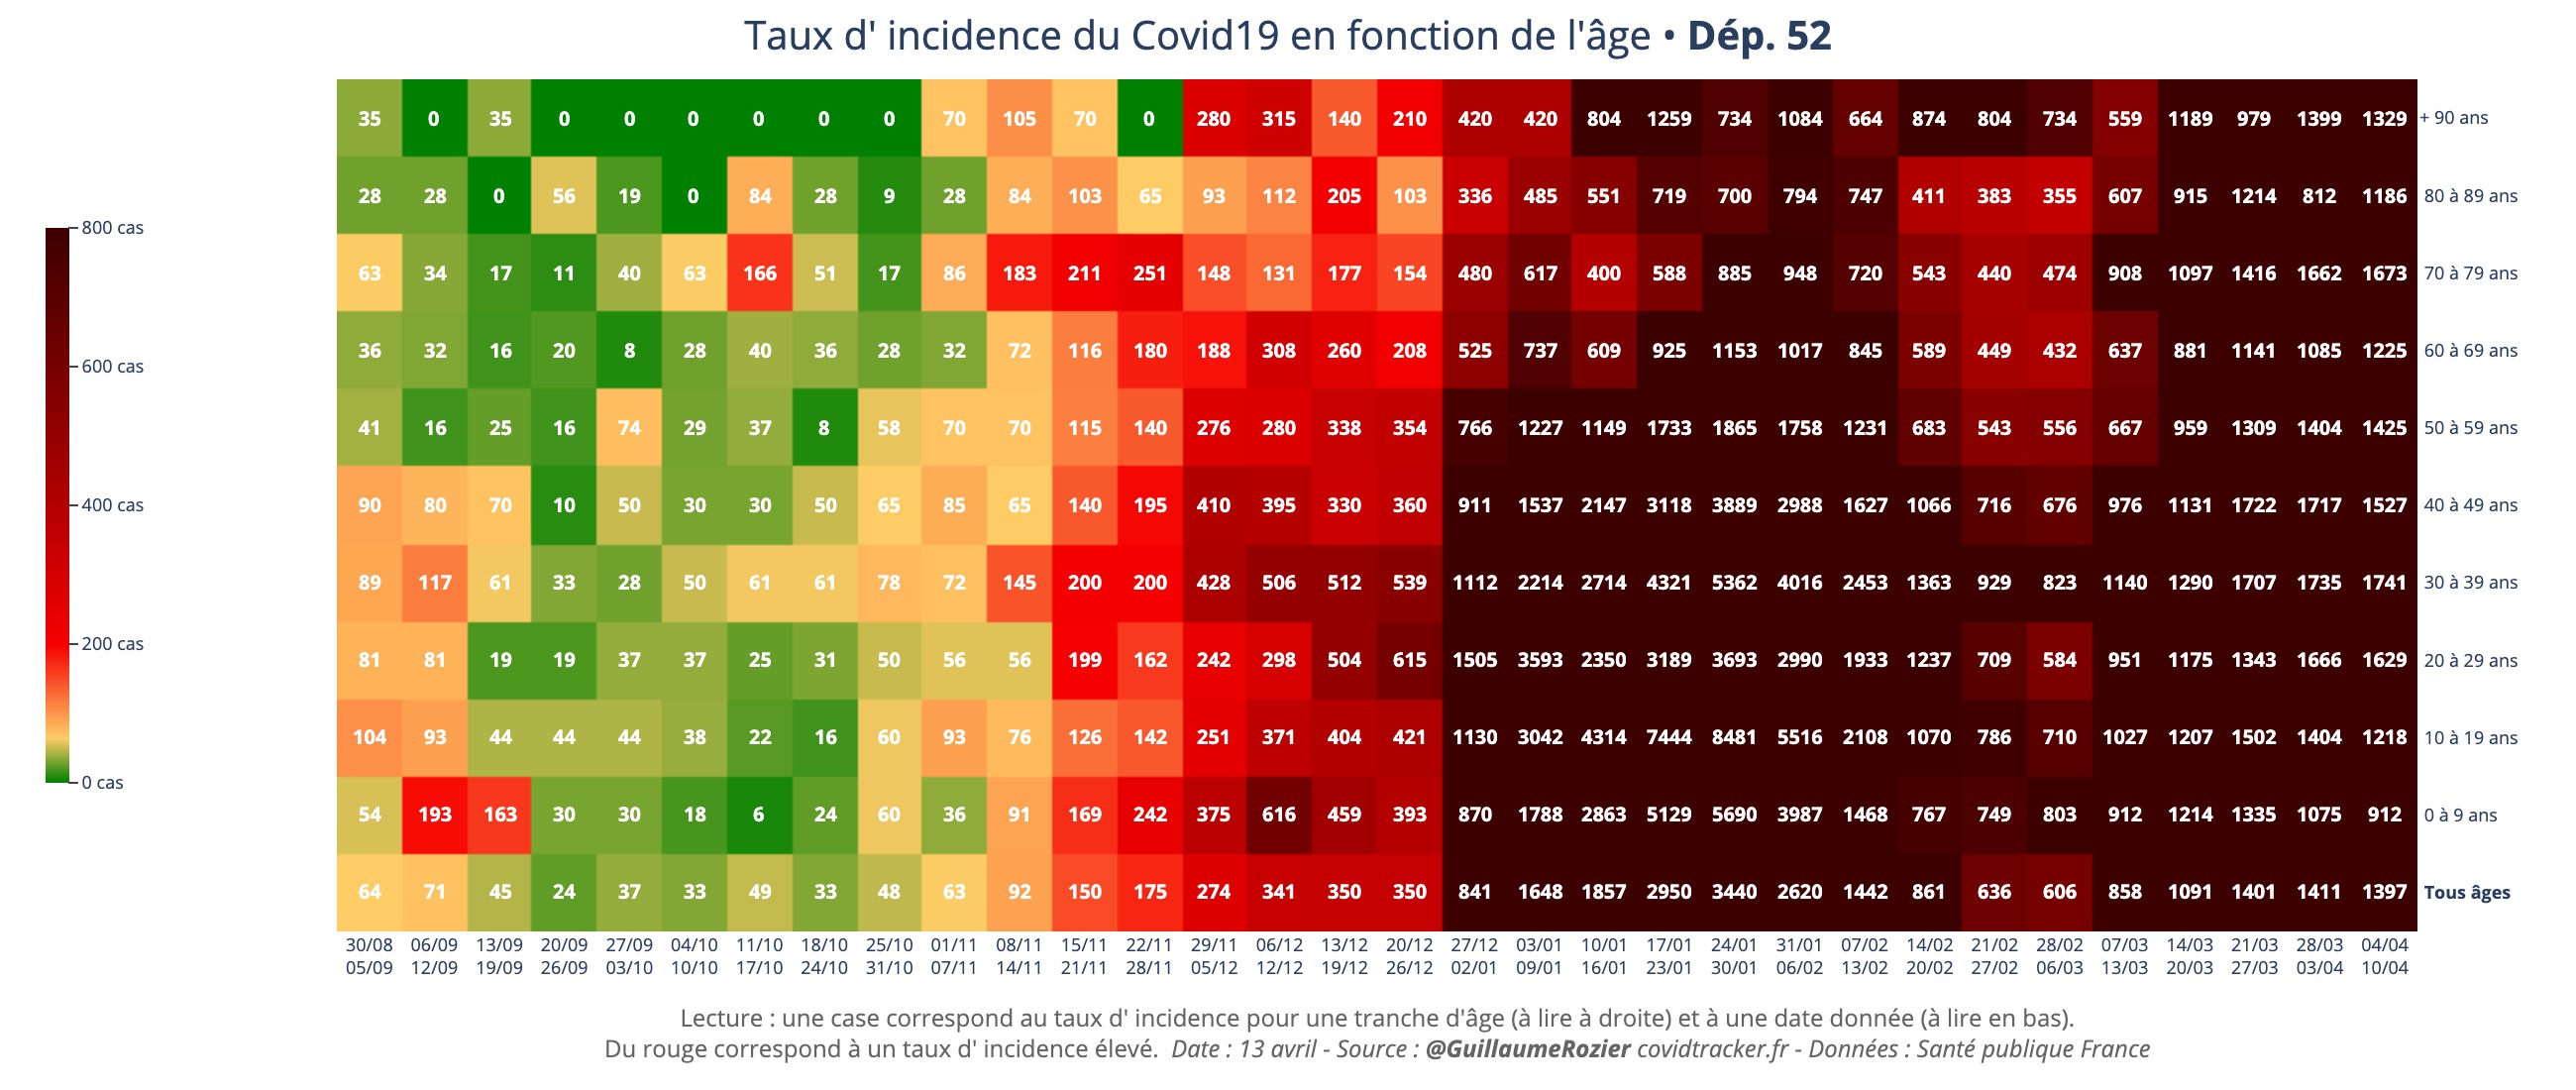 Taux d' incidence du Covid19 en fonction de l'âge • Dép. 52
35 0 35 0 0 0 0 0 0 70 105 70 0 280 315 140 210 420 420 804 1259 734 1084 664 874 804 734 559 1189 979 1399 1329 + 90 ans
28 28 0 56 19 0 84 28 9 28 84 103 65 93 112 205 103 336 485 551 719 700 794 747 411 383 355 607 915 1214 812 1186 80 à 89 ans
800 cas
63 34 17 11 40 63 166 51 17 86 183 211 251 148 131 177 154 480 617 400 588 885 948 720 543 440 474 908 1097 1416 1662 1673 70 à 79 ans
36 32 16 20 8 28 40 36 28 32 72 116 180 188 308 260 208 525 737 609 925 1153 1017 845 589 449 432 637 881 1141 1085 1225 60 à 69 ans
600 cas
41 16 25 16 74 29 37 8 58 70 70 115 140 276 280 338 354 766 1227 1149 1733 1865 1758 1231 683 543 556 667 959 1309 1404 1425 50 à 59 ans
400 cas
90 80 70 10 50 30 30 50 65 85 65 140 195 410 395 330 360 911 1537 2147 3118 3889 2988 1627 1066 716 676 976 1131 1722 1717 1527 40 à 49 ans
89 117 61 33 28 50 61 61 78 72 145 200 200 428 506 512 539 1112 2214 2714 4321 5362 4016 2453 1363 929 823 1140 1290 1707 1735 1741 30 à 39 ans
200 cas
81 81 19 19 37 37 25 31 50 56 56 199 162 242 298 504 615 1505 3593 2350 3189 3693 2990 1933 1237 709 584 951 1175 1343 1666 1629 20 à 29 ans
104 93 44 44 44 38 22 16 60 93 76 126 142 251 371 404 421 1130 3042 4314 7444 8481 5516 2108 1070 786 710 1027 1207 1502 1404 1218 10 à 19 ans
0 cas
54 193 163 30 30 18 6 24 60 36 91 169 242 375 616 459 393 870 1788 2863 5129 5690 3987 1468 767 749 803 912 1214 1335 1075 912 0 à 9 ans
64 71 45 24 37 33 49 33 48 63 92 150 175 274 341 350 350 841 1648 1857 2950 3440 2620 1442 861 636 606 858 1091 1401 1411 1397 Tous âges
30/08 06/09 13/09 20/09 27/09 04/10 11/10 18/10 25/10 01/11 08/11 15/11 22/11 29/11 06/12 13/12 20/12 27/12 03/01 10/01 17/01 24/01 31/01 07/02 14/02 21/02 28/02 07/03 14/03 21/03 28/03 04/04
05/09 12/09 19/09 26/09 03/10 10/10 17/10 24/10 31/10 07/11 14/11 21/11 28/11 05/12 12/12 19/12 26/12 02/01 09/01 16/01 23/01 30/01 06/02 13/02 20/02 27/02 06/03 13/03 20/03 27/03 03/04 10/04
Lecture : une case correspond au taux d' incidence pour une tranche d'âge (à lire à droite) et à une date donnée (à lire en bas).
Du rouge correspond à un taux d' incidence élevé. Date : 13 avril - Source : @GuillaumeRozier covidtracker.fr - Données : Santé publique France